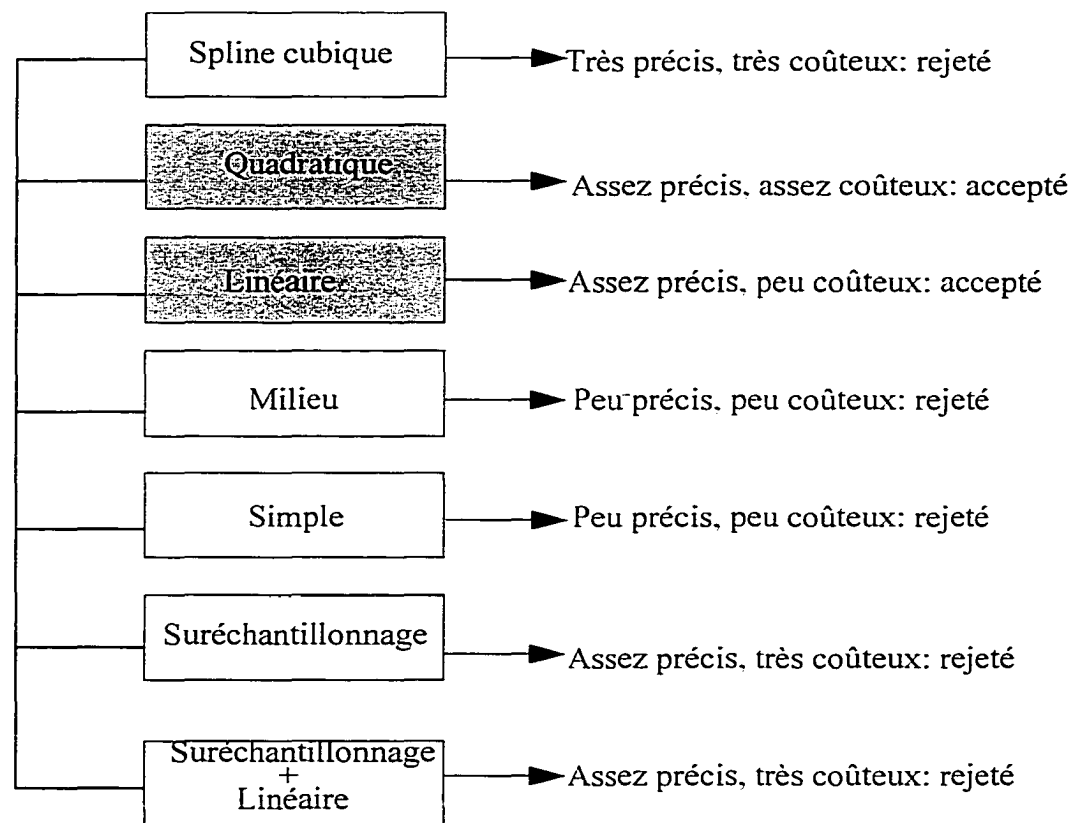 Spline cubique
Très précis, très coûteux: rejeté
Quadratique
Assez précis, assez coûteux: accepté
Linéaire
Assez précis, peu coûteux: accepté
Milieu
Peu précis, peu coûteux: rejeté
Simple
Peu précis, peu coûteux: rejeté
Suréchantillonnage
Assez précis, très coûteux: rejeté
Suréchantillonnage
+
Linéaire
Assez précis, très coûteux: rejeté